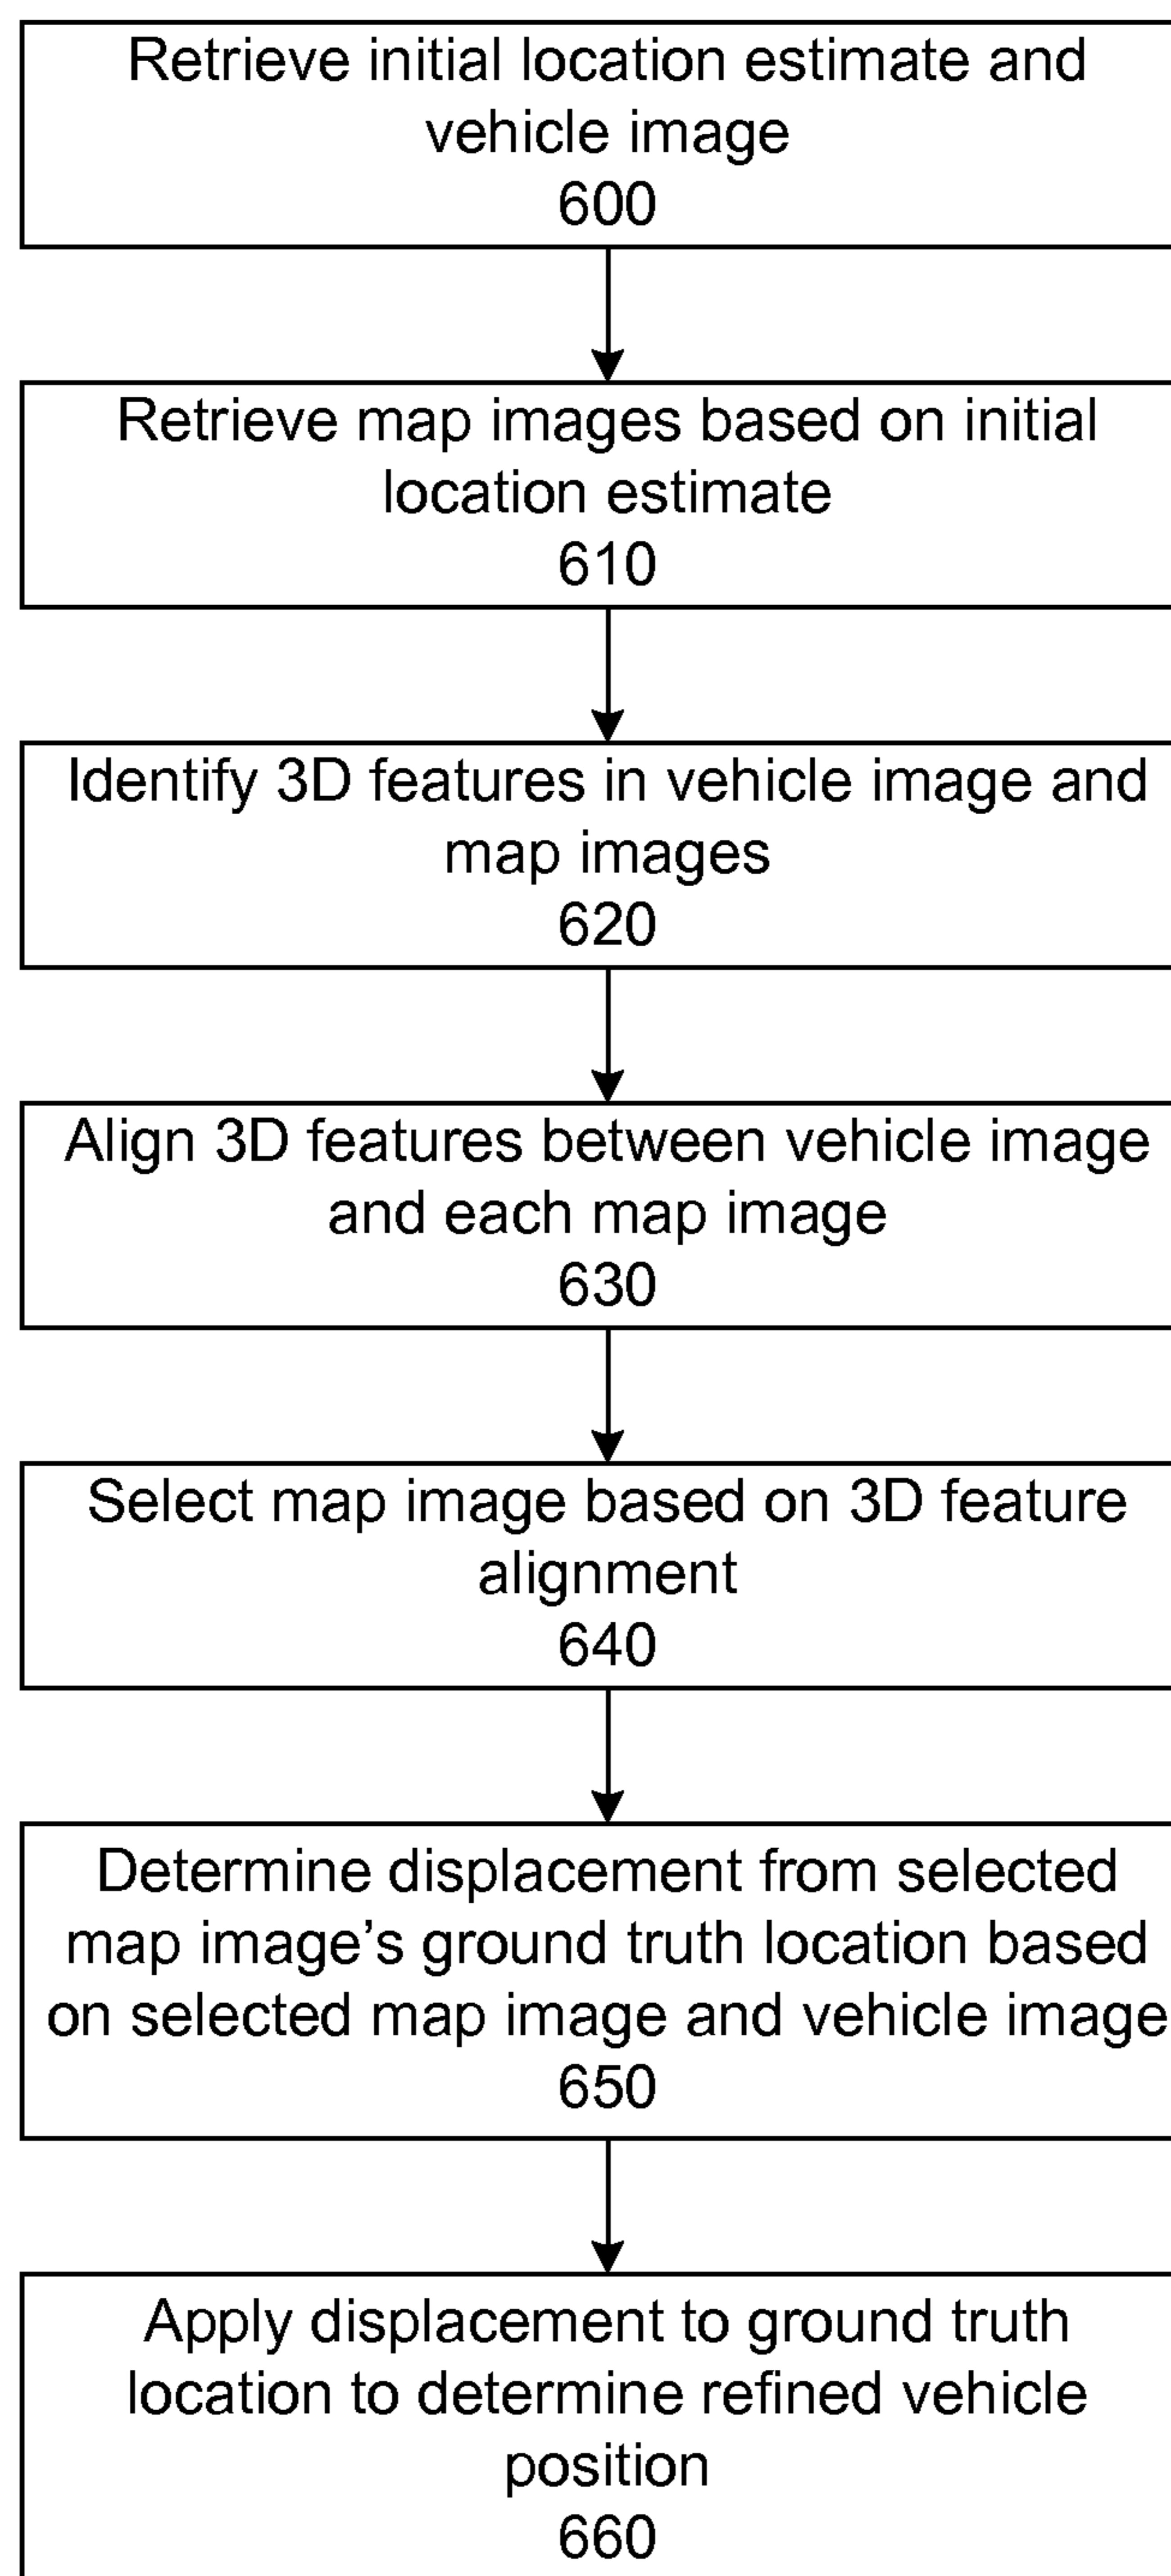 Retrieve initial location estimate and
vehicle image
600
Retrieve map images based on initial
location estimate
610
Identify 3D features in vehicle image and
map images
620
Align 3D features between vehicle image
and each map image
630
Select map image based on 3D feature
alignment
640
Determine displacement from selected
map image’s ground truth location based
on selected map image and vehicle image
650
Apply displacement to ground truth
location to determine refined vehicle
position
660